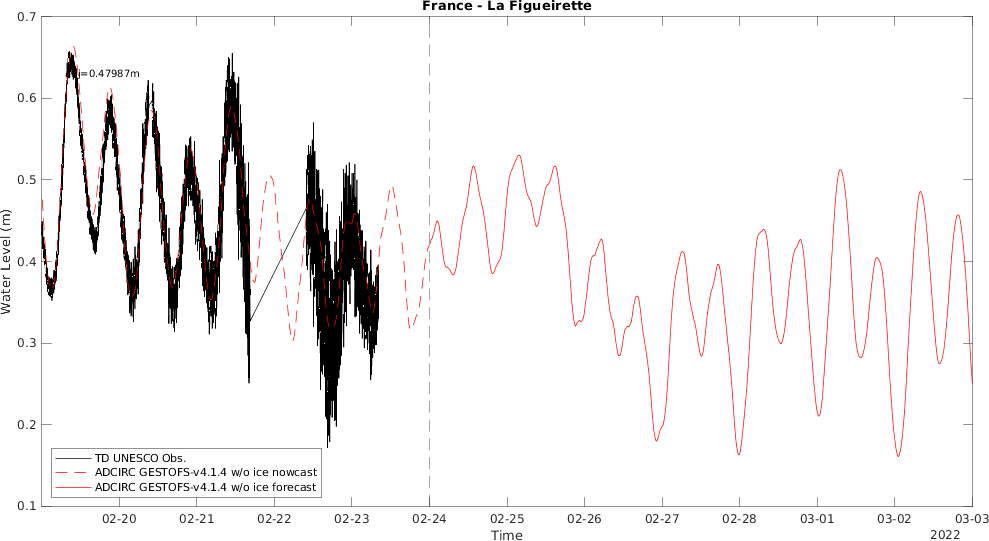 France - La Figueirette
=0.47987m
Water Level (m)
0.7
0.6
0.5
0.4
0.3
0.2
0.1
TD UNESCO Obs.
ADCIRC GESTOFS-v4.1.4 w/o ice nowcast
ADCIRC GESTOFS-v4.1.4 w/o ice forecast
02-20 02-21 02-22 02-23 02-24 02-25 02-26 02-27 02-28 03-01 03-02 03-03
Time
2022